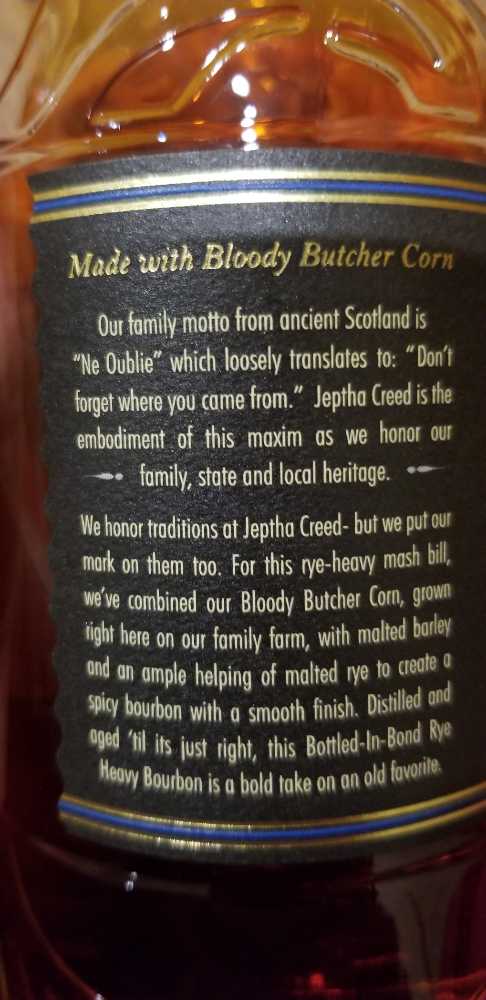 Made with Bloody Butcher Corn
Our family motto from ancient Scotland is
“Ne Oublie” which loosely translates to: “Don’t
forget where you came from.” Jeptha Creed is the
embodiment of this maxim as we honor our
family, state and local heritage.
We honor traditions at Jeptha Creed- but we put our
mark on them too. For this rye-heavy mash bill,
we’ve combined our Bloody Butcher Corn, grown
right here on our family farm, with malted barley
and an ample helping of malted rye to create a
spicy bourbon with a smooth finish. Distilled and
aged ’til its just right, this Bottled-In-Bond Rye
Heavy Bourbon is a bold take on an old favorite.